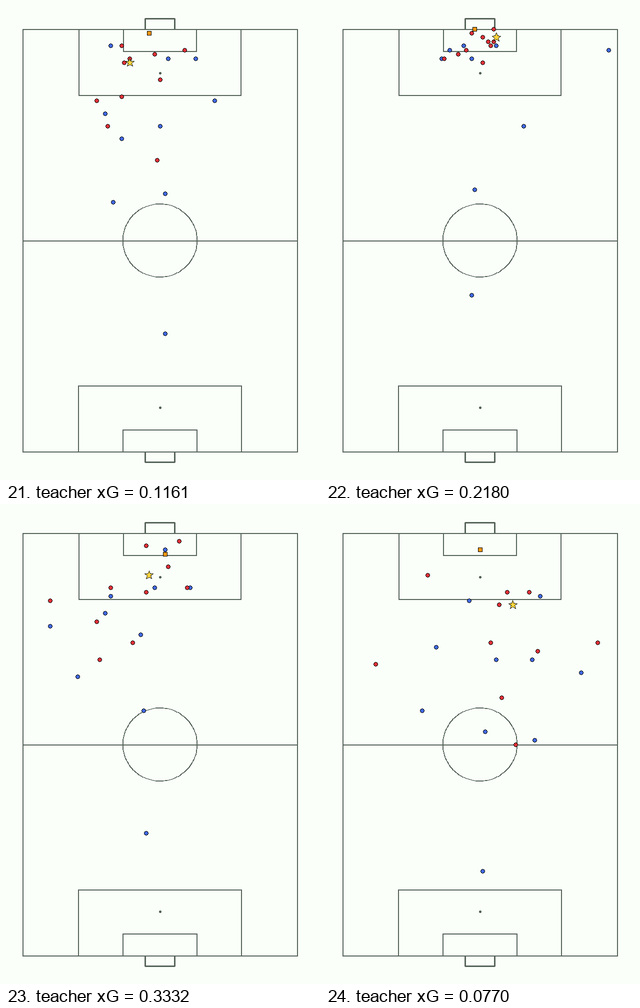 21. teacher xG = 0.1161
22. teacher xG = 0.2180
23. teacher xG = 0.3332
24. teacher xG = 0.0770